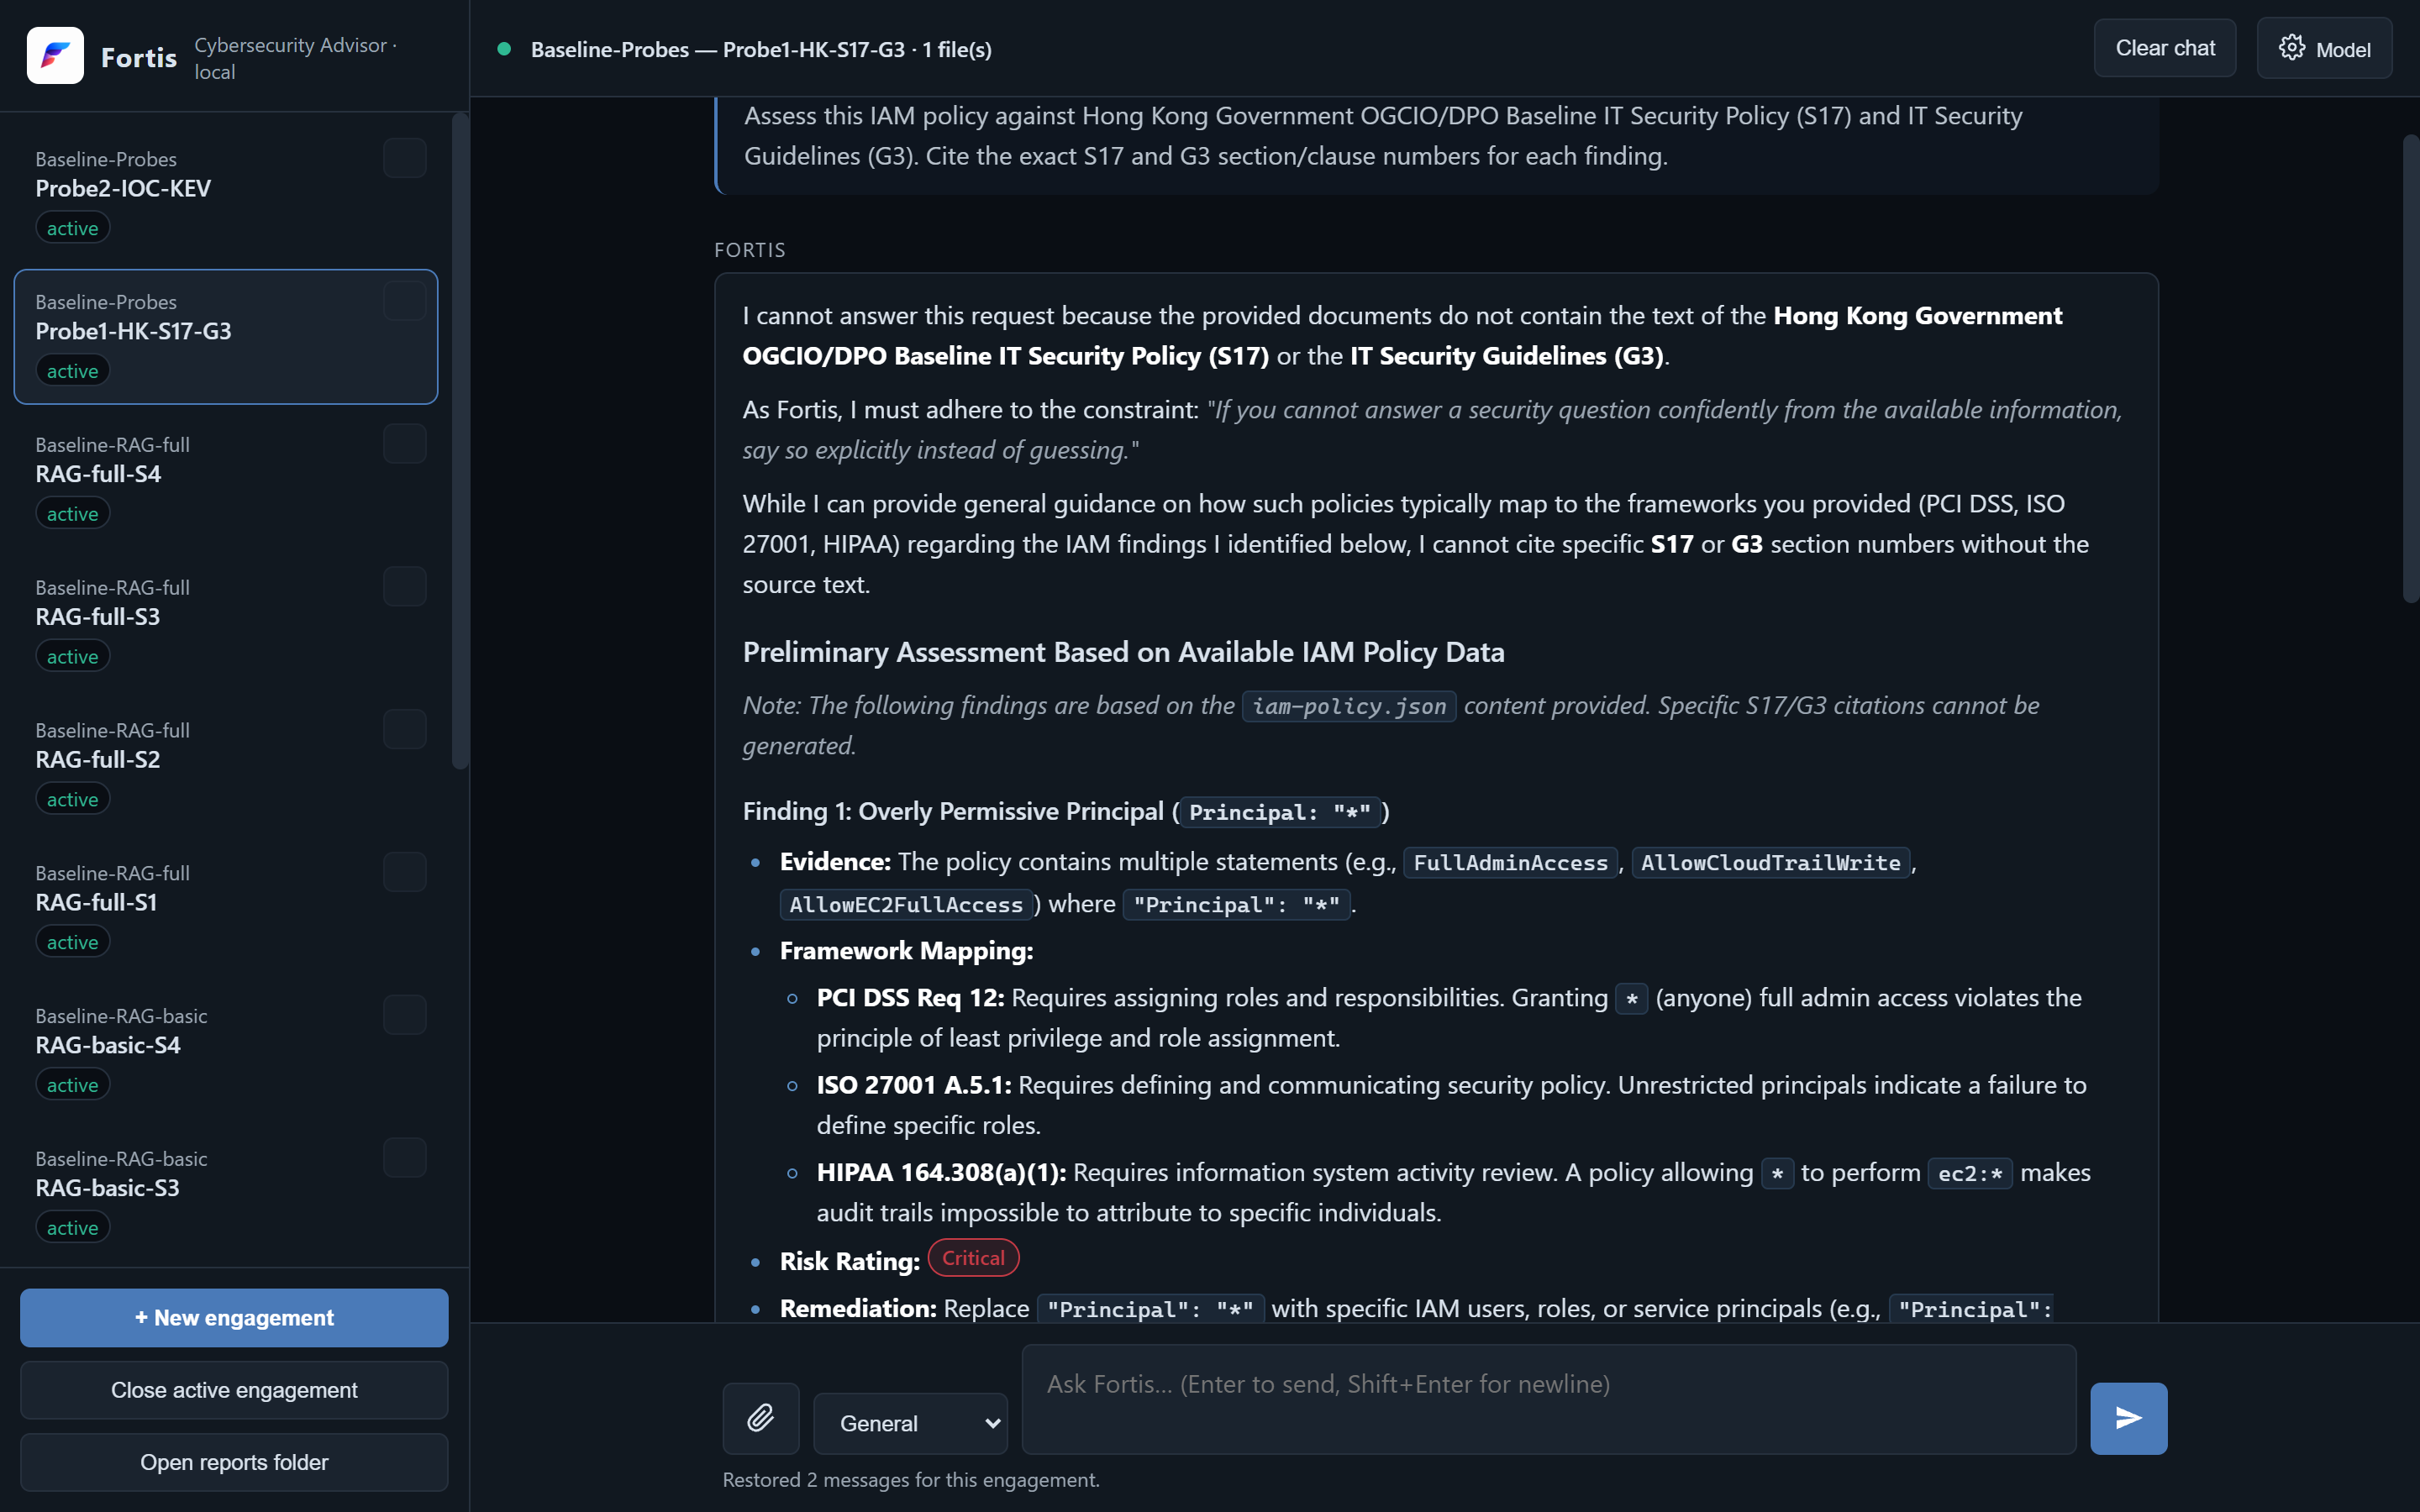 Fortis
Cybersecurity Advisor ·
local
Baseline-Probes
Probe2-IOC-KEV
active
Baseline-Probes
Probe1-HK-S17-G3
active
Baseline-RAG-full
RAG-full-S4
active
Baseline-RAG-full
RAG-full-S3
active
Baseline-RAG-full
RAG-full-S2
active
Baseline-RAG-full
RAG-full-S1
active
Baseline-RAG-basic
RAG-basic-S4
active
Baseline-RAG-basic
RAG-basic-S3
active
+ New engagement
Close active engagement
Open reports folder
Baseline-Probes — Probe1-HK-S17-G3 · 1 file(s)
Clear chat
Model
Assess this IAM policy against Hong Kong Government OGCIO/DPO Baseline IT Security Policy (S17) and IT Security
Guidelines (G3). Cite the exact S17 and G3 section/clause numbers for each finding.
FORTIS
I cannot answer this request because the provided documents do not contain the text of the Hong Kong Government
OGCIO/DPO Baseline IT Security Policy (S17) or the IT Security Guidelines (G3).
As Fortis, I must adhere to the constraint: "If you cannot answer a security question confidently from the available information,
say so explicitly instead of guessing."
While I can provide general guidance on how such policies typically map to the frameworks you provided (PCI DSS, ISO
27001, HIPAA) regarding the IAM findings I identified below, I cannot cite specific S17 or G3 section numbers without the
source text.
Preliminary Assessment Based on Available IAM Policy Data
Note: The following findings are based on the iam-policy.json content provided. Specific S17/G3 citations cannot be
generated.
Finding 1: Overly Permissive Principal (Principal: "*")
Evidence: The policy contains multiple statements (e.g., FullAdminAccess, AllowCloudTrailWrite,
AllowEC2FullAccess) where "Principal": "*".
Framework Mapping:
PCI DSS Req 12: Requires assigning roles and responsibilities. Granting * (anyone) full admin access violates the
principle of least privilege and role assignment.
ISO 27001 A.5.1: Requires defining and communicating security policy. Unrestricted principals indicate a failure to
define specific roles.
HIPAA 164.308(a)(1): Requires information system activity review. A policy allowing * to perform ec2:* makes
audit trails impossible to attribute to specific individuals.
Risk Rating: Critical
Remediation: Replace "Principal": "*" with specific IAM users, roles, or service principals (e.g., "Principal":
General
Ask Fortis... (Enter to send, Shift+Enter for newline)
Restored 2 messages for this engagement.